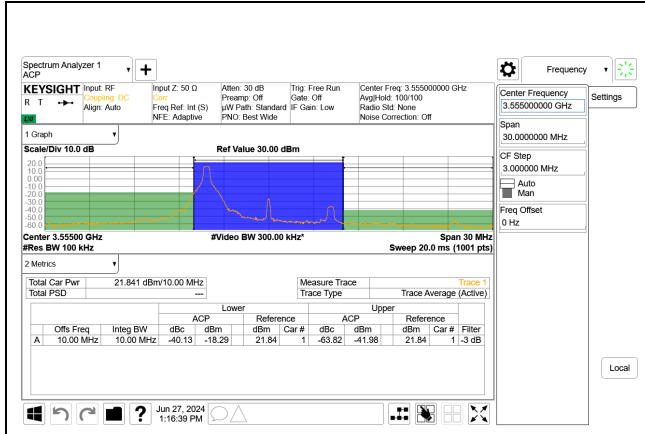 Spectrum Analyzer 1
ACP
+
Frequency
KEYSIGHT
R T
LNI
Input: RF
Coupling: DC
Align: Auto
Input Z: 50 Ω
Corr
Freq Ref: Int (S)
NFE: Adaptive
Atten: 30 dB
Preamp: Off
µW Path: Standard
PNO: Best Wide
Trig: Free Run
Gate: Off
IF Gain: Low
Center Freq: 3.555000000 GHz
Avg|Hold: 100/100
Radio Std: None
Noise Correction: Off
Center Frequency
3.555000000 GHz
Settings
Span
30.0000000 MHz
CF Step
3.000000 MHz
Auto
Man
Freq Offset
0 Hz
Local
1 Graph
Scale/Div 10.0 dB Ref Value 30.00 dBm
20.0
10.0
0.00
-10.0
-20.0
-30.0
-40.0
-50.0
-60.0
Center 3.55500 GHz #Video BW 300.00 kHz* Span 30 MHz
#Res BW 100 kHz Sweep 20.0 ms (1001 pts)
2 Metrics
Total Car Pwr 21.841 dBm/10.00 MHz Measure Trace Trace 1
Total PSD --- Trace Type Trace Average (Active)
Lower Upper
ACP Reference ACP Reference
Offs Freq Integ BW dBc dBm dBm Car # dBc dBm dBm Car # Filter
A 10.00 MHz 10.00 MHz -40.13 -18.29 21.84 1 -63.82 -41.98 21.84 1 -3 dB
?
Jun 27, 2024
1:16:39 PM